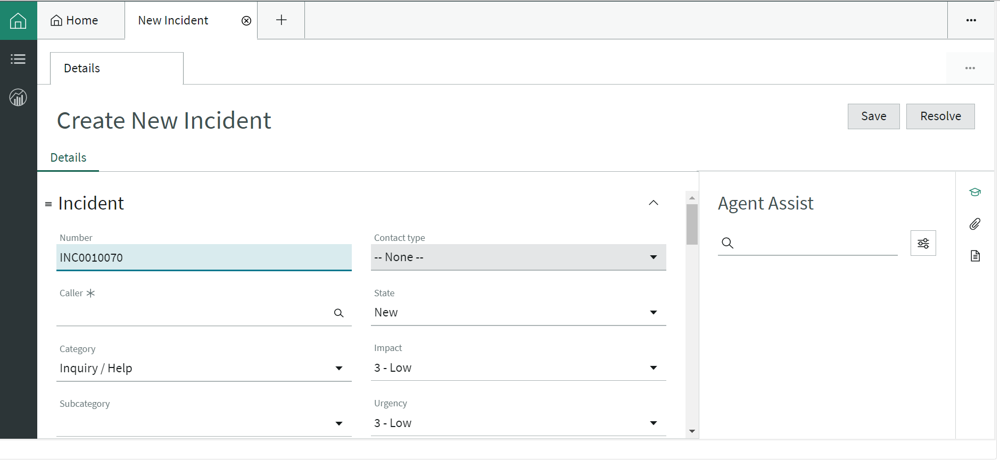 Home
New Incident
Details
Create New Incident
Save
Resolve
Details
Incident
Agent Assist
Number
INC0010070
Contact type
-- None --
Caller
State
New
Category
Inquiry / Help
Impact
3 - Low
Subcategory
Urgency
3 - Low